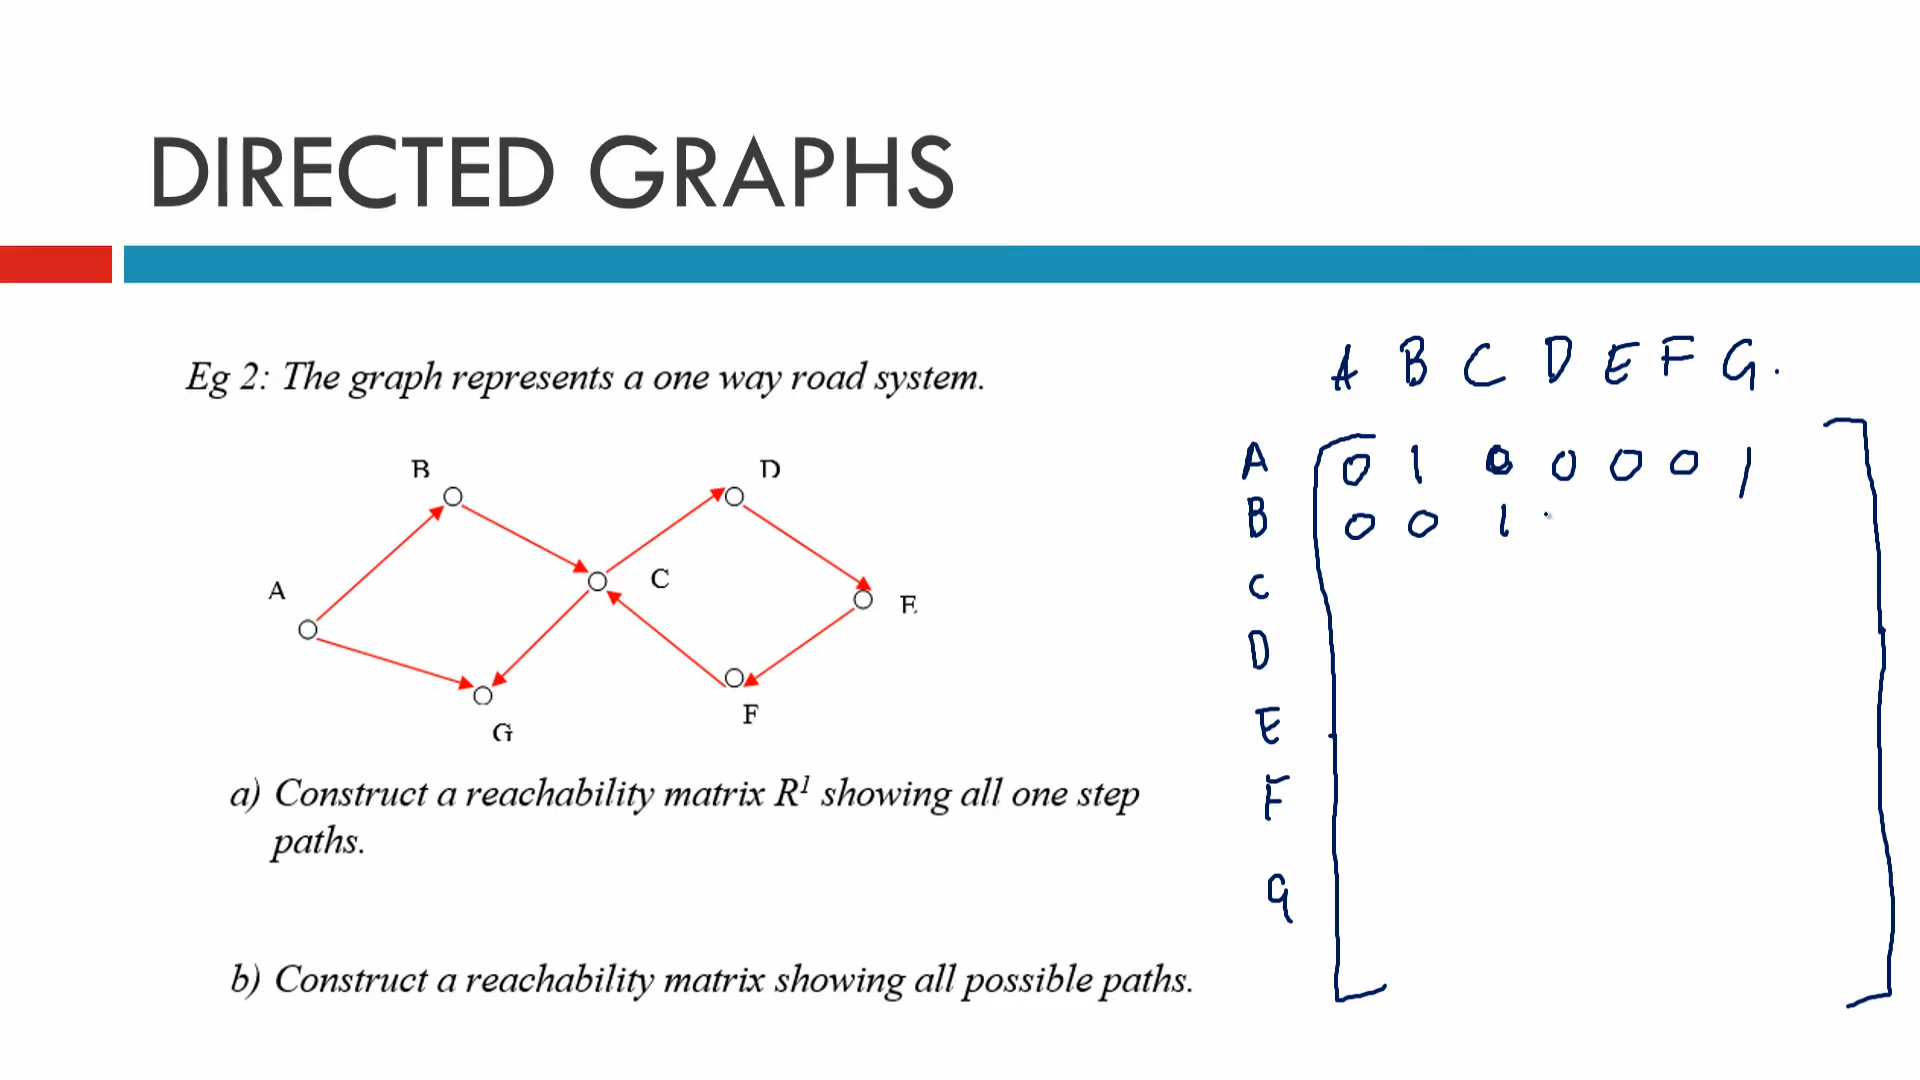 DIRECTED GRAPHS
Eg 2: The graph represents a one way road system.
B
D
A
C
E
G
F
a) Construct a reachability matrix R¹ showing all one step
paths.
b) Construct a reachability matrix showing all possible paths.
A B C D E F G.
A 0 1 0 0 0 0 1
B 0 0 1
C
D
E
F
G